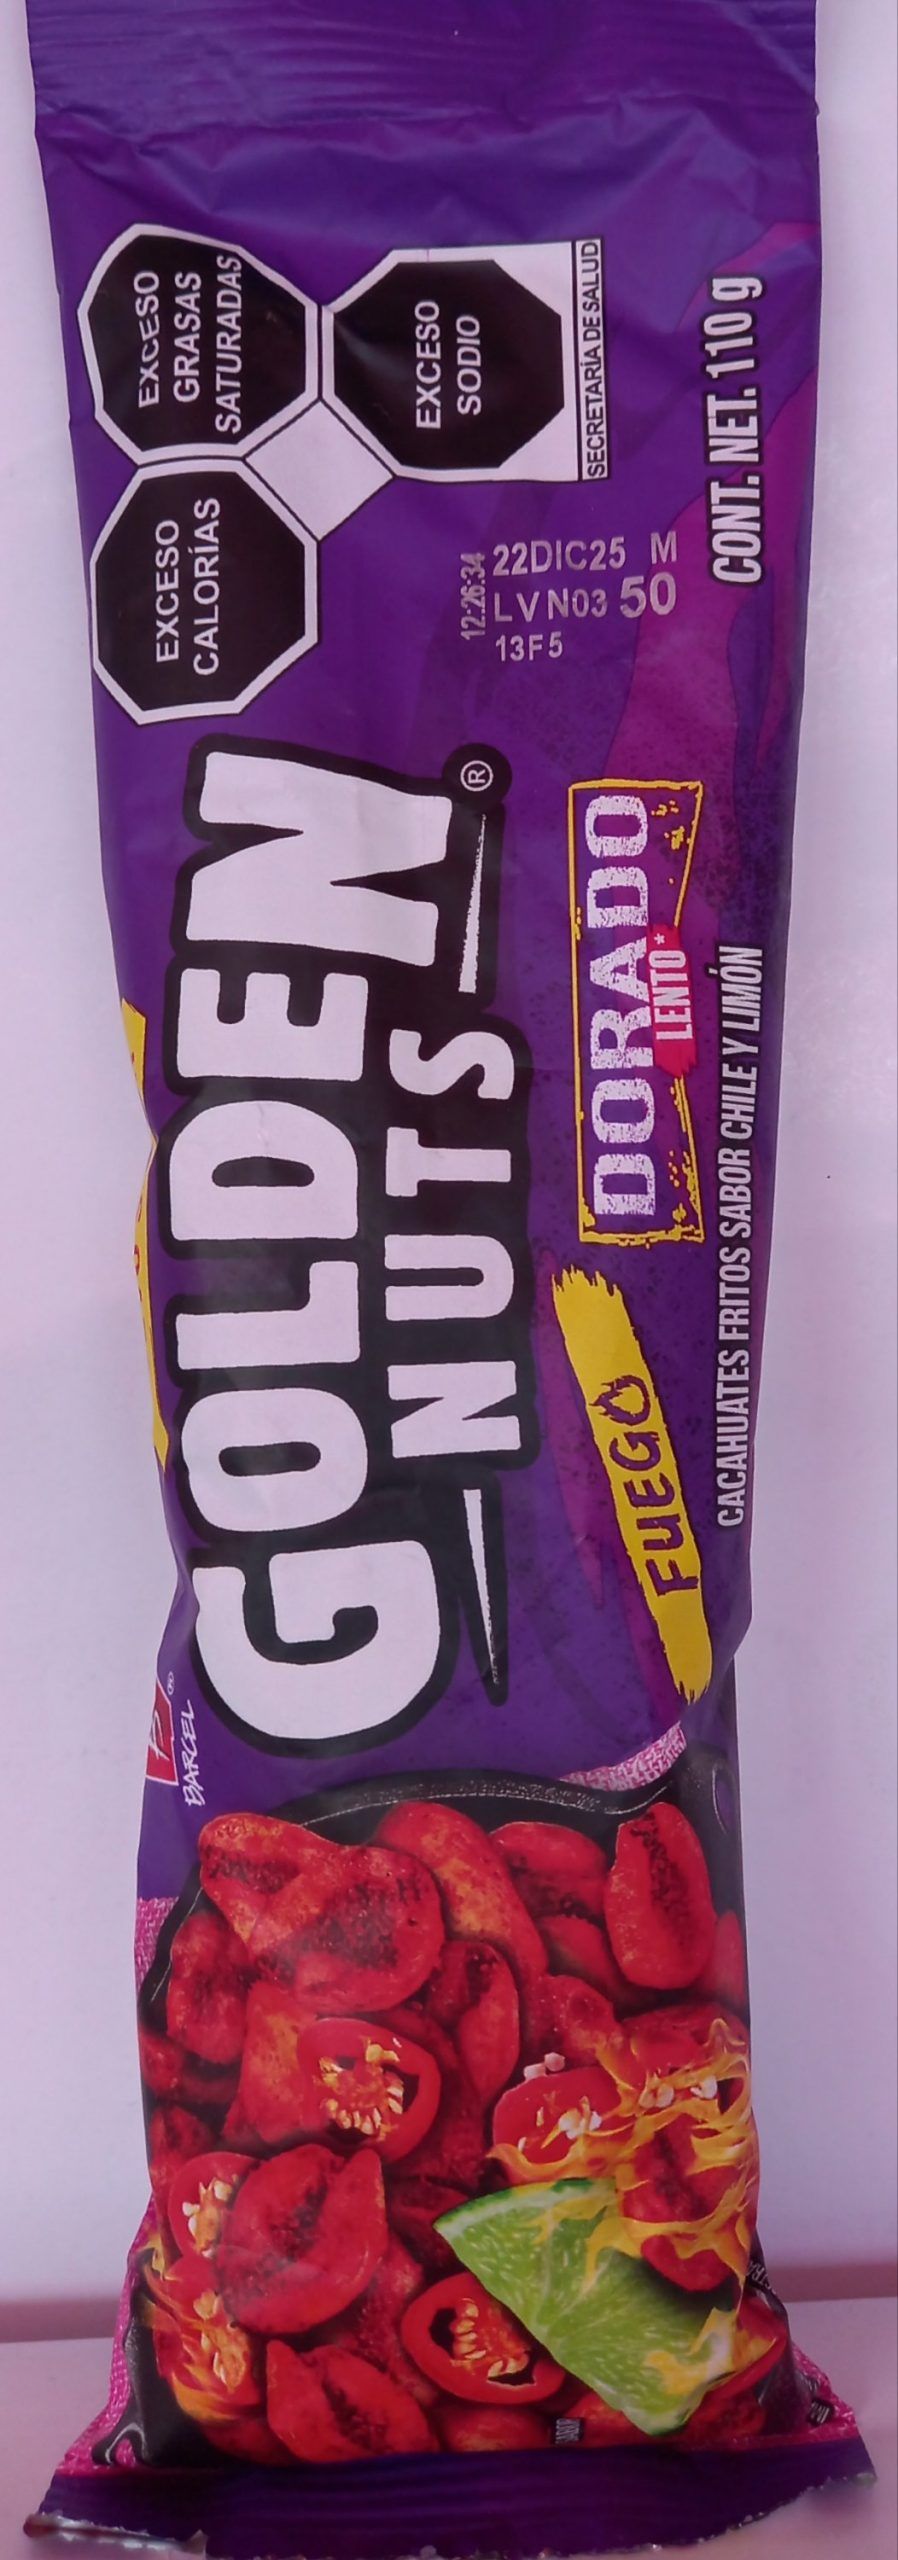 EXCESO
CALORÍAS
EXCESO
GRASAS
SATURADAS
EXCESO
SODIO
SECRETARÍA DE SALUD
BARCEL
®
GOLDEN
NUTS
®
12:26:34
22DIC25 M
LVN03 50
13F5
FUEGO
DORADO
LENTO*
CACAHUATES FRITOS SABOR CHILE Y LIMÓN
CONT. NET. 110 g